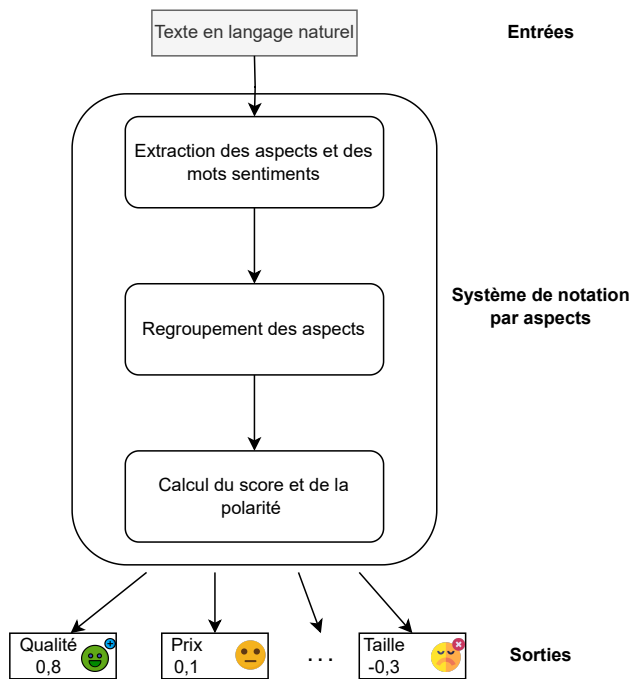 Texte en langage naturel
Entrées
Extraction des aspects et des
mots sentiments
Regroupement des aspects
Système de notation
par aspects
Calcul du score et de la
polarité
Qualité
0,8
Prix
0,1
...
Taille
-0,3
Sorties